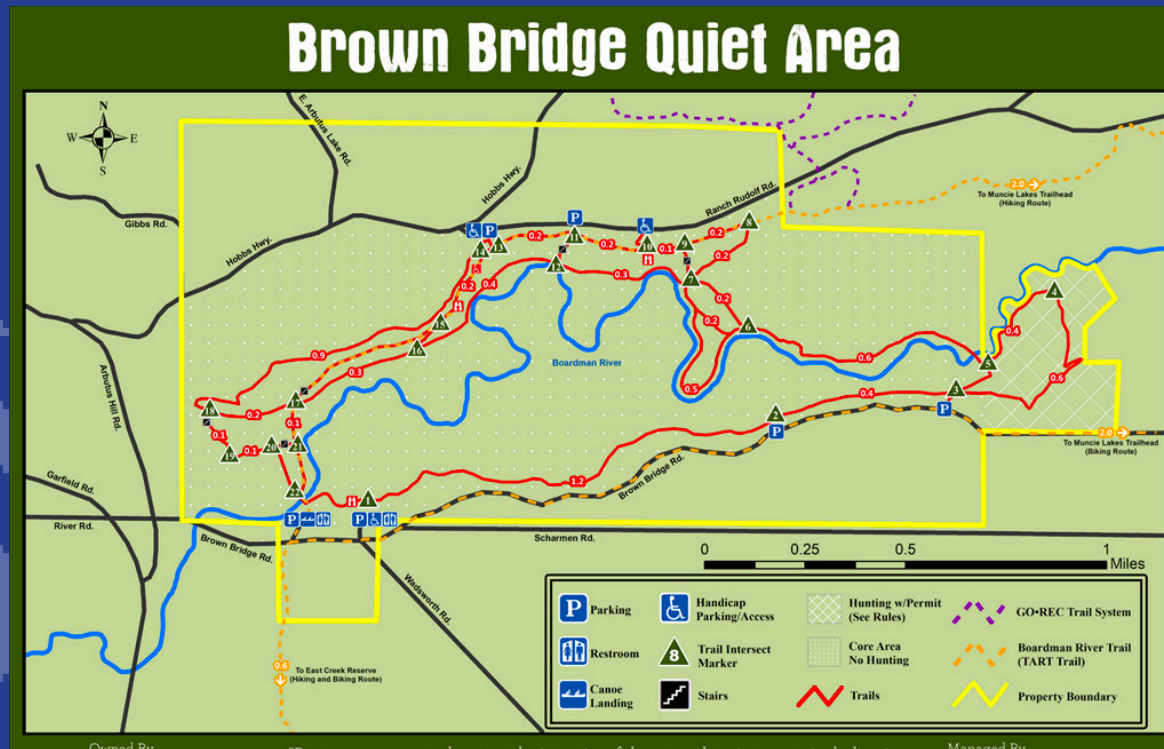 Brown Bridge Quiet Area
N
W E
S
E. Arbutus Lake Rd.
Hobbs Hwy.
Ranch Rudolf Rd.
2.0
To Muncie Lakes Trailhead
(Hiking Route)
Gibbs Rd.
Hobbs Hwy.
P
P
8
14
13
0.2
11
0.2
10
0.1
9
0.2
0.2
12
0.3
7
0.2
0.4
4
0.2
15
16
0.2
6
0.4
0.9
0.3
Boardman River
0.6
5
0.5
0.6
Arbutus Hill Rd.
18
0.2
17
0.4
3
P
2
P
0.1
0.1
19
0.1
20
21
2.0
To Muncie Lakes Trailhead
(Biking Route)
Garfield Rd.
22
1
1.2
Brown Bridge Rd.
River Rd.
P
P
Brown Bridge Rd.
Scharmen Rd.
Wadsworth Rd.
0 0.25 0.5 1
Miles
0.6
To East Creek Reserve
(Hiking and Biking Route)
P Parking
Handicap
Parking/Access
Hunting w/Permit
(See Rules)
GO•REC Trail System
Restroom
8 Trail Intersect
Marker
Core Area
No Hunting
Boardman River Trail
(TART Trail)
Canoe
Landing
Stairs
Trails
Property Boundary
Owned By
Managed By